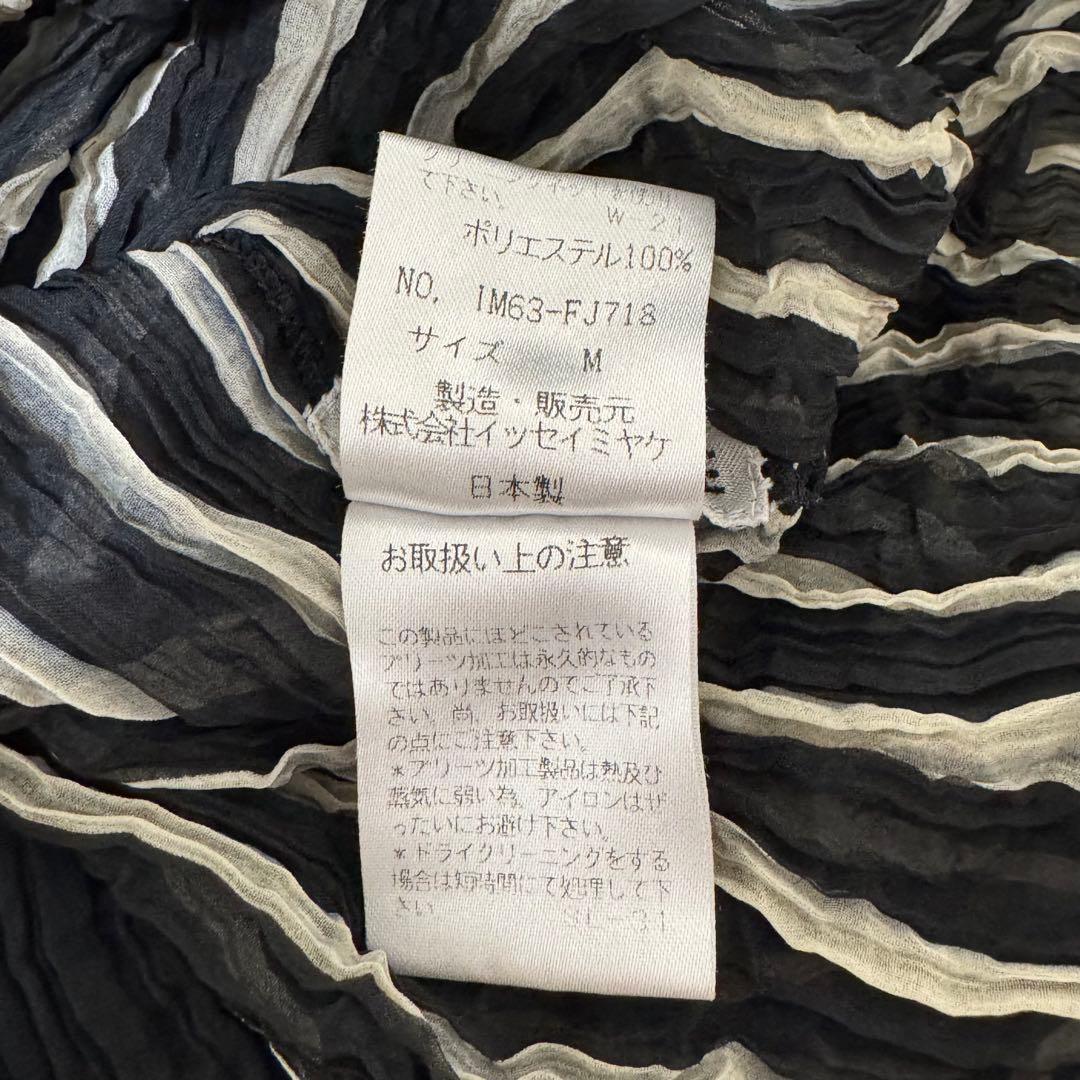 て下さい。
W-21
ポリエステル100%
NO. IM63-FJ718
サイズ M
製造・販売元
株式会社イッセイミヤケ
日本製
お取扱い上の注意
この製品にほどこされている
プリーツ加工は永久的なもの
ではありませんのでご了承下
さい。尚、お取扱いには下記
の点にご注意下さい。
*プリーツ加工製品は熱及び
蒸気に弱い為、アイロンはぜ
ったいにお避け下さい。
*ドライクリーニングをする
場合は短時間にて処理して下
さい。 SL-31